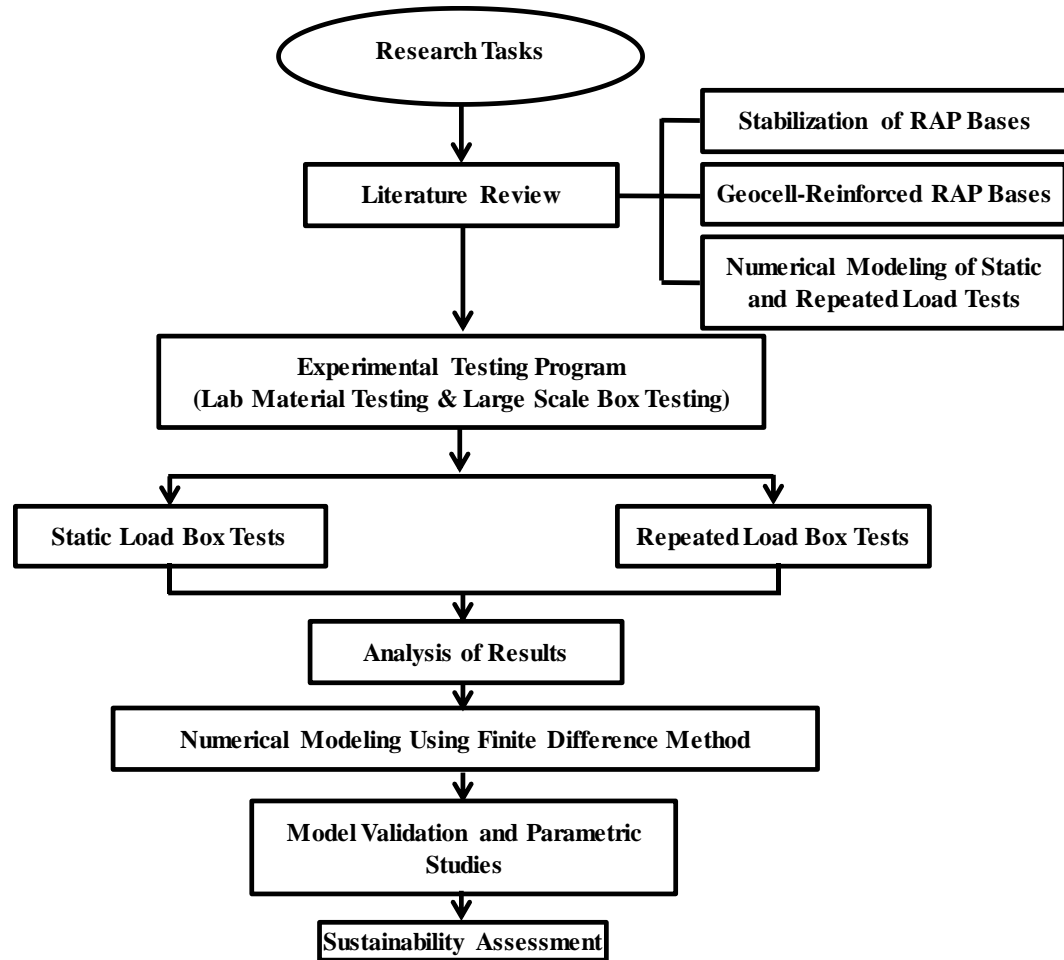 Research Tasks
Literature Review
Stabilization of RAP Bases
Geocell-Reinforced RAP Bases
Numerical Modeling of Static
and Repeated Load Tests
Experimental Testing Program
(Lab Material Testing & Large Scale Box Testing)
Static Load Box Tests
Repeated Load Box Tests
Analysis of Results
Numerical Modeling Using Finite Difference Method
Model Validation and Parametric
Studies
Sustainability Assessment